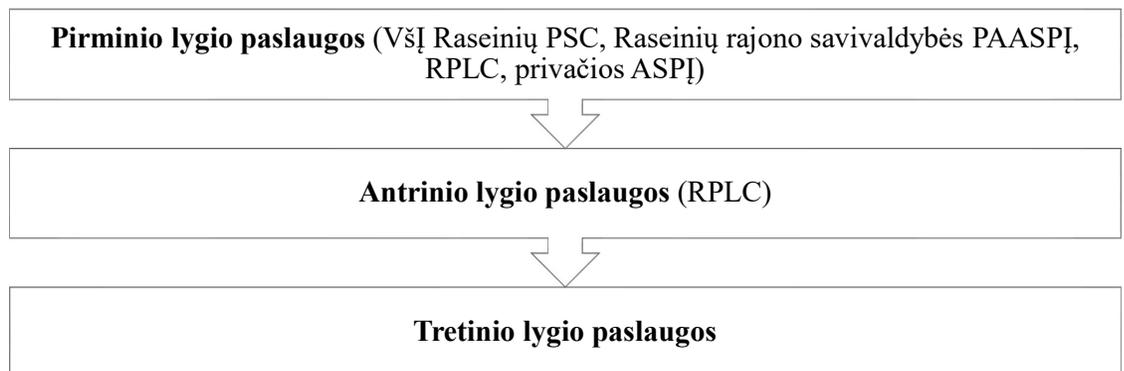 Pirminio lygio paslaugos (VšĮ Raseinių PSC, Raseinių rajono savivaldybės PAASPĮ,
RPLC, privačios ASPĮ)
Antrinio lygio paslaugos (RPLC)
Tretinio lygio paslaugos